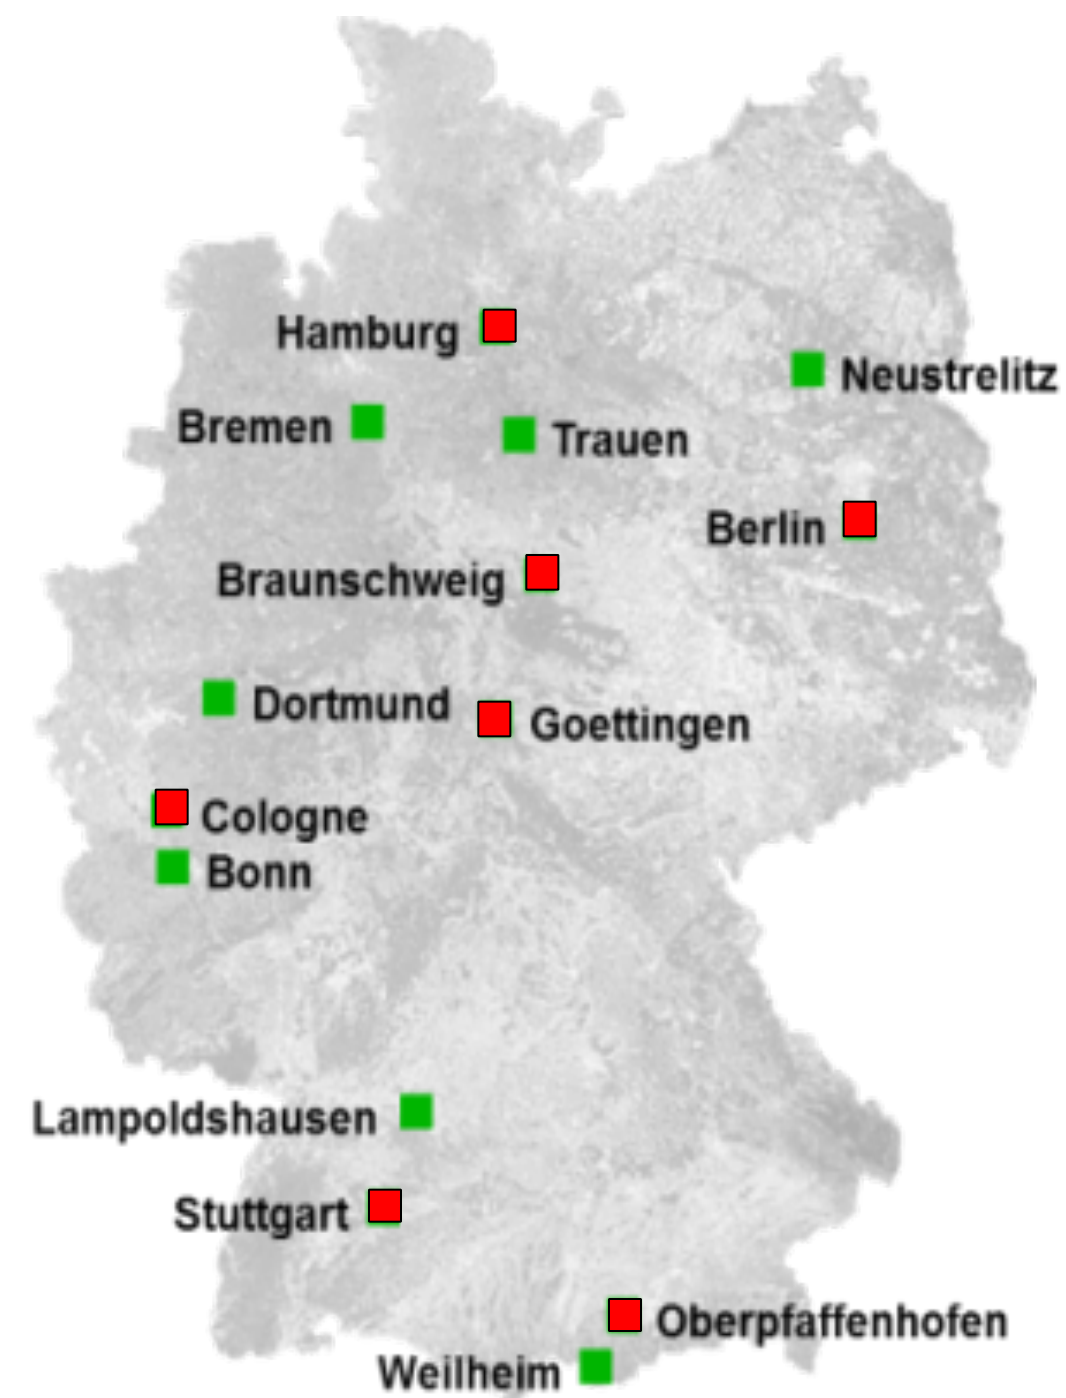 Hamburg
Neustrelitz
Bremen
Trauen
Berlin
Braunschweig
Dortmund
Goettingen
Cologne
Bonn
Lampoldshausen
Stuttgart
Oberpfaffenhofen
Weilheim